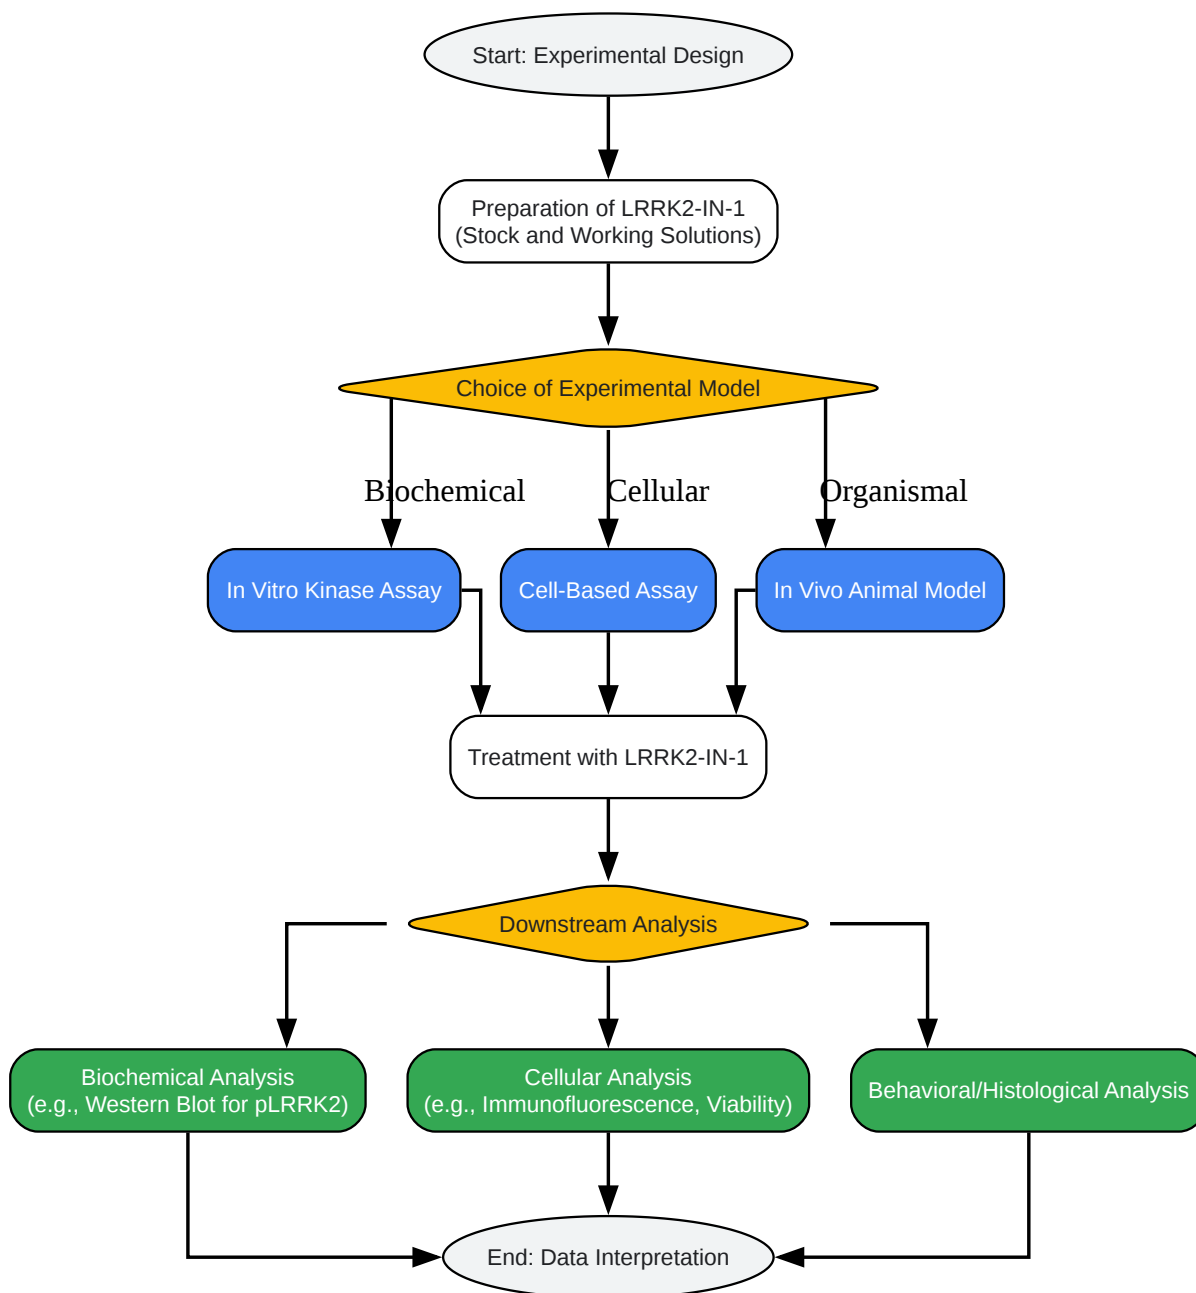 Start: Experimental Design
Preparation of LRRK2-IN-1
(Stock and Working Solutions)
Choice of Experimental Model
Biochemical
Cellular
Organismal
In Vitro Kinase Assay
Cell-Based Assay
In Vivo Animal Model
Treatment with LRRK2-IN-1
Downstream Analysis
Biochemical Analysis
(e.g., Western Blot for pLRRK2)
Cellular Analysis
(e.g., Immunofluorescence, Viability)
Behavioral/Histological Analysis
End: Data Interpretation